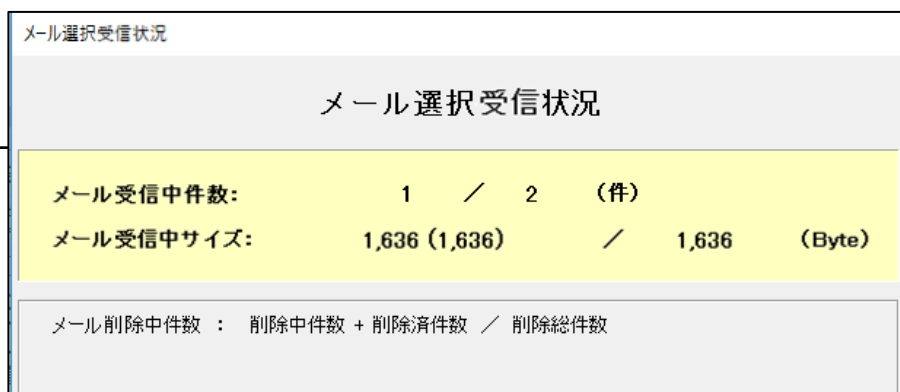 メール選択受信状況
メール選択受信状況
メール受信中件数: 1 ／ 2 (件)
メール受信中サイズ: 1,636 (1,636) ／ 1,636 (Byte)
メール削除中件数 : 削除中件数 + 削除済件数 ／ 削除総件数